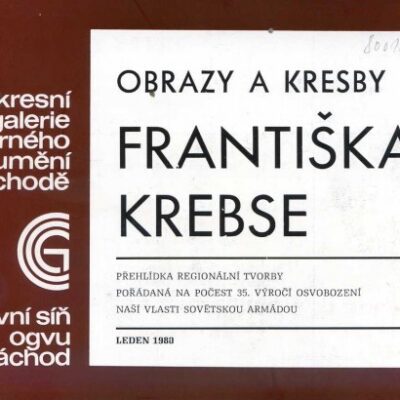 kresní
galerie
rného
umění
chodě
G
vní síň
ogvu
áchod
OBRAZY A KRESBY
FRANTIŠKA
KREBSE
PŘEHLÍDKA REGIONÁLNÍ TVORBY
POŘÁDANÁ NA POČEST 35. VÝROČÍ OSVOBOZENÍ
NAŠÍ VLASTI SOVĚTSKOU ARMÁDOU
LEDEN 1980